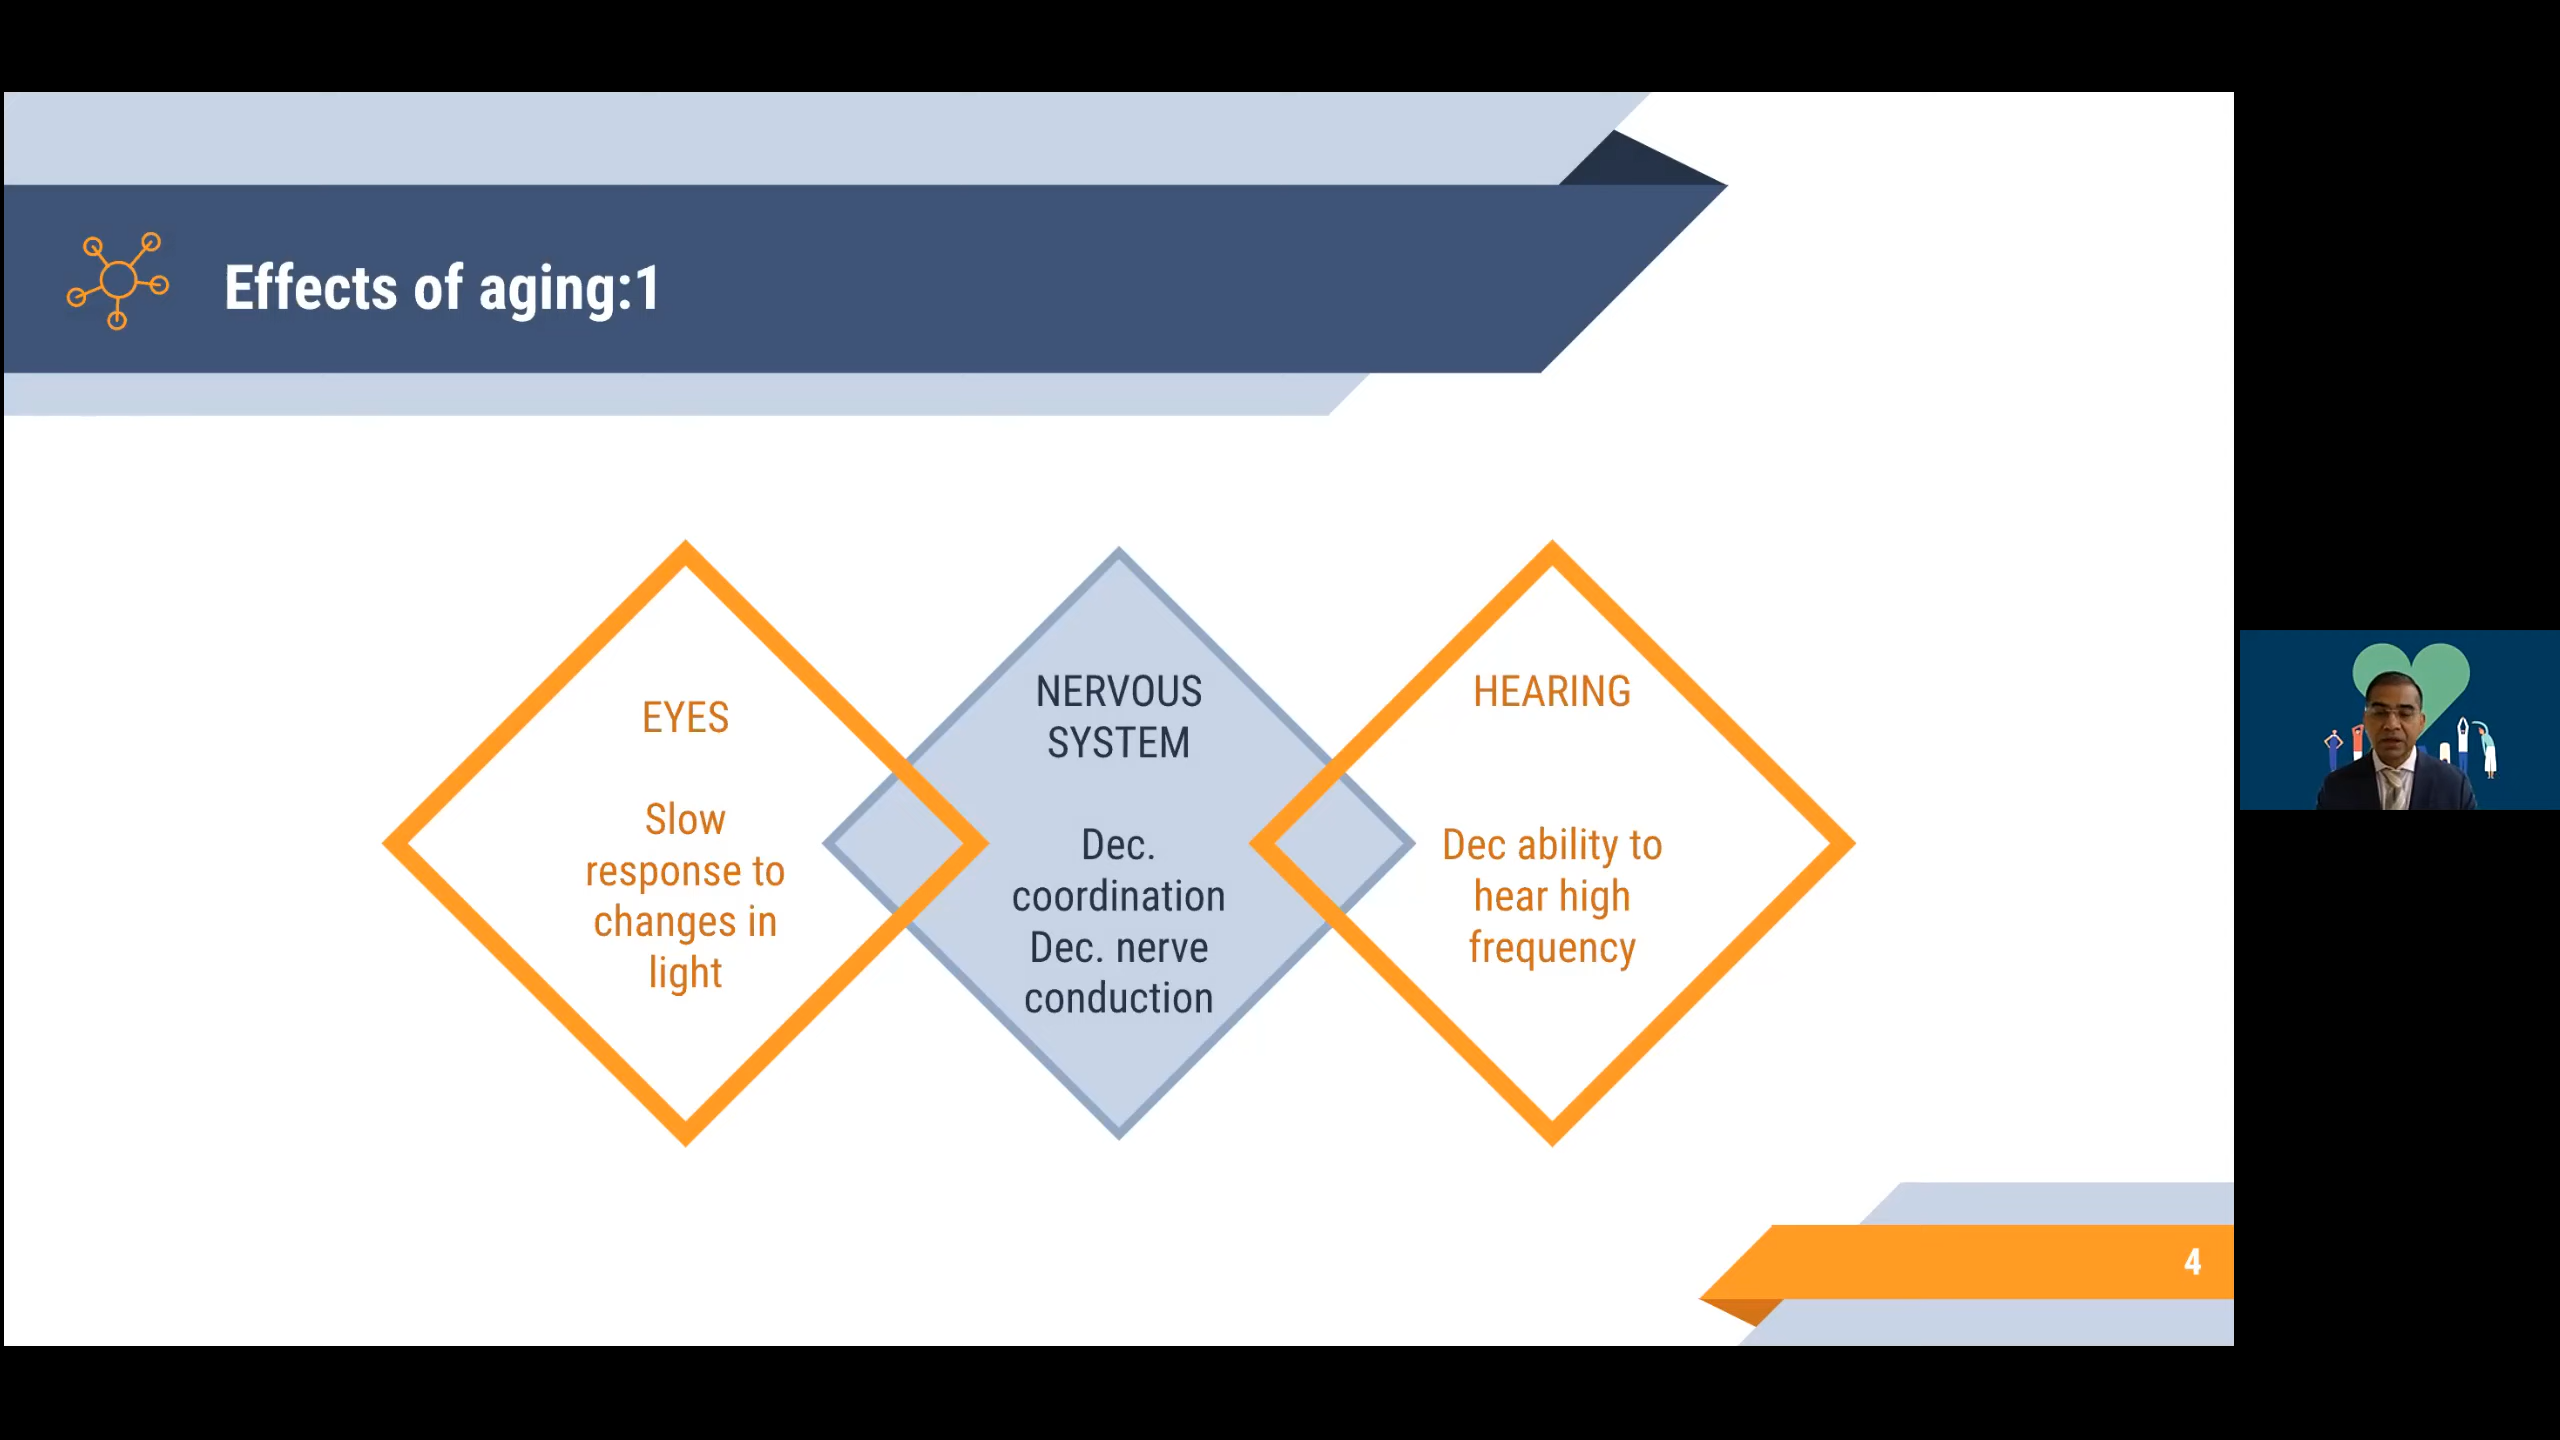 Effects of aging:1
EYES
Slow
response to
changes in
light
NERVOUS
SYSTEM
Dec.
coordination
Dec. nerve
conduction
HEARING
Dec ability to
hear high
frequency
4